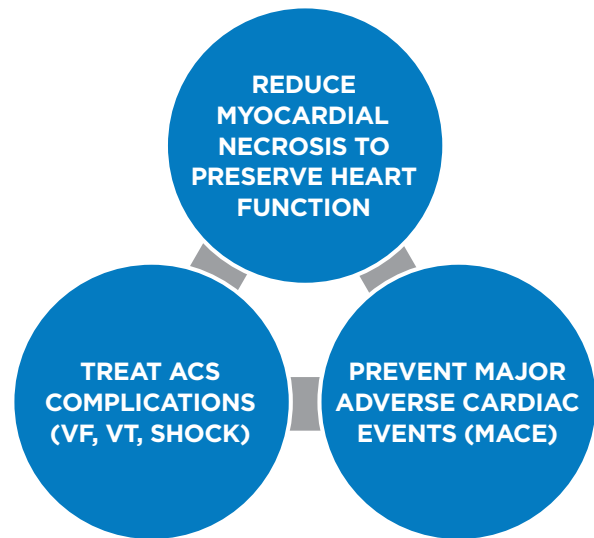 REDUCE
MYOCARDIAL
NECROSIS TO
PRESERVE HEART
FUNCTION
TREAT ACS
COMPLICATIONS
(VF, VT, SHOCK)
PREVENT MAJOR
ADVERSE CARDIAC
EVENTS (MACE)